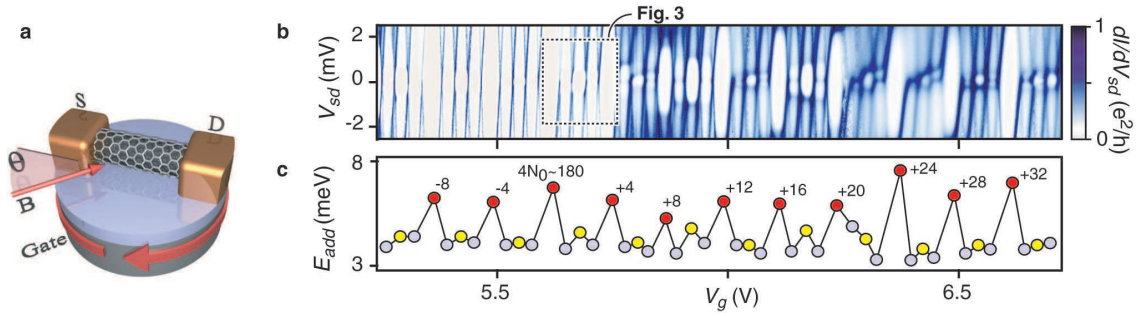 a
S
D
θ
B
Gate
Fig. 3
b
2
0
-2
V_sd (mV)
1
0
dI/dV_sd (e²/h)
c
8
3
E_add (meV)
-8
-4
4N₀~180
+4
+8
+12
+16
+20
+24
+28
+32
5.5
V_g (V)
6.5